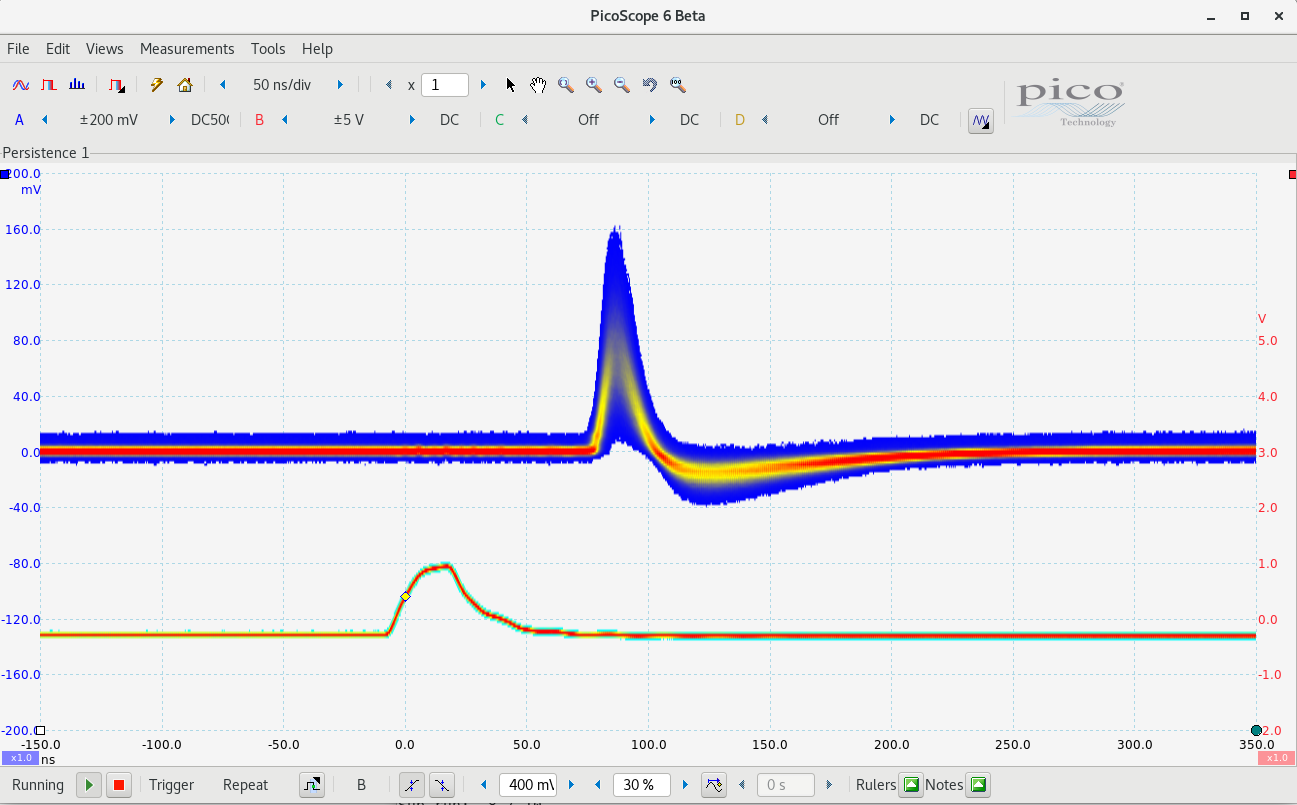 PicoScope 6 Beta
File Edit Views Measurements Tools Help
50 ns/div x 1
A ±200 mV DC50 B ±5 V DC C Off DC D Off DC
pico
Technology
Persistence 1
200.0
mV
160.0
120.0
V
80.0 5.0
40.0 4.0
0.0 3.0
-40.0 2.0
-80.0 1.0
-120.0 0.0
-160.0 -1.0
-200.0 2.0
-150.0 -100.0 -50.0 0.0 50.0 100.0 150.0 200.0 250.0 300.0 350.0
x1.0 ns x1.0
Running Trigger Repeat B 400 m 30 % 0 s Rulers Notes